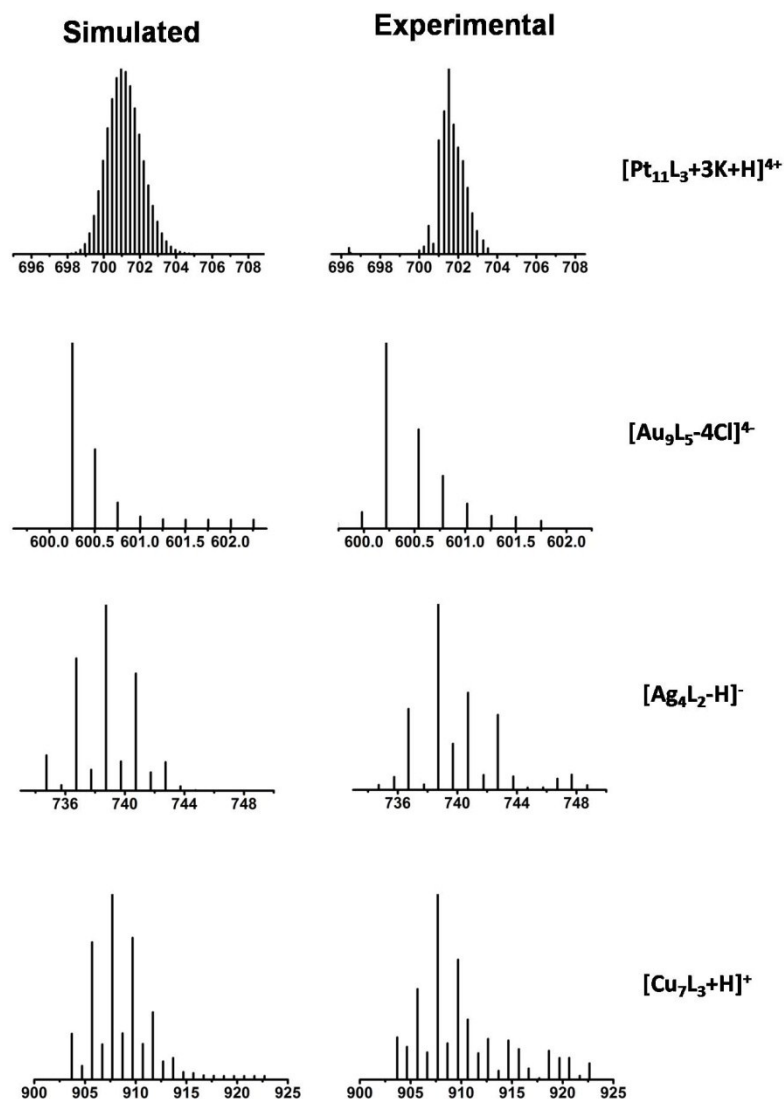 Simulated Experimental
[Pt₁₁L₃+3K+H]⁴⁺
696 698 700 702 704 706 708 696 698 700 702 704 706 708
[Au₉L₅-4Cl]⁴⁻
600.0 600.5 601.0 601.5 602.0 600.0 600.5 601.0 601.5 602.0
[Ag₄L₂-H]⁻
736 740 744 748 736 740 744 748
[Cu₇L₃+H]⁺
900 905 910 915 920 925 900 905 910 915 920 925